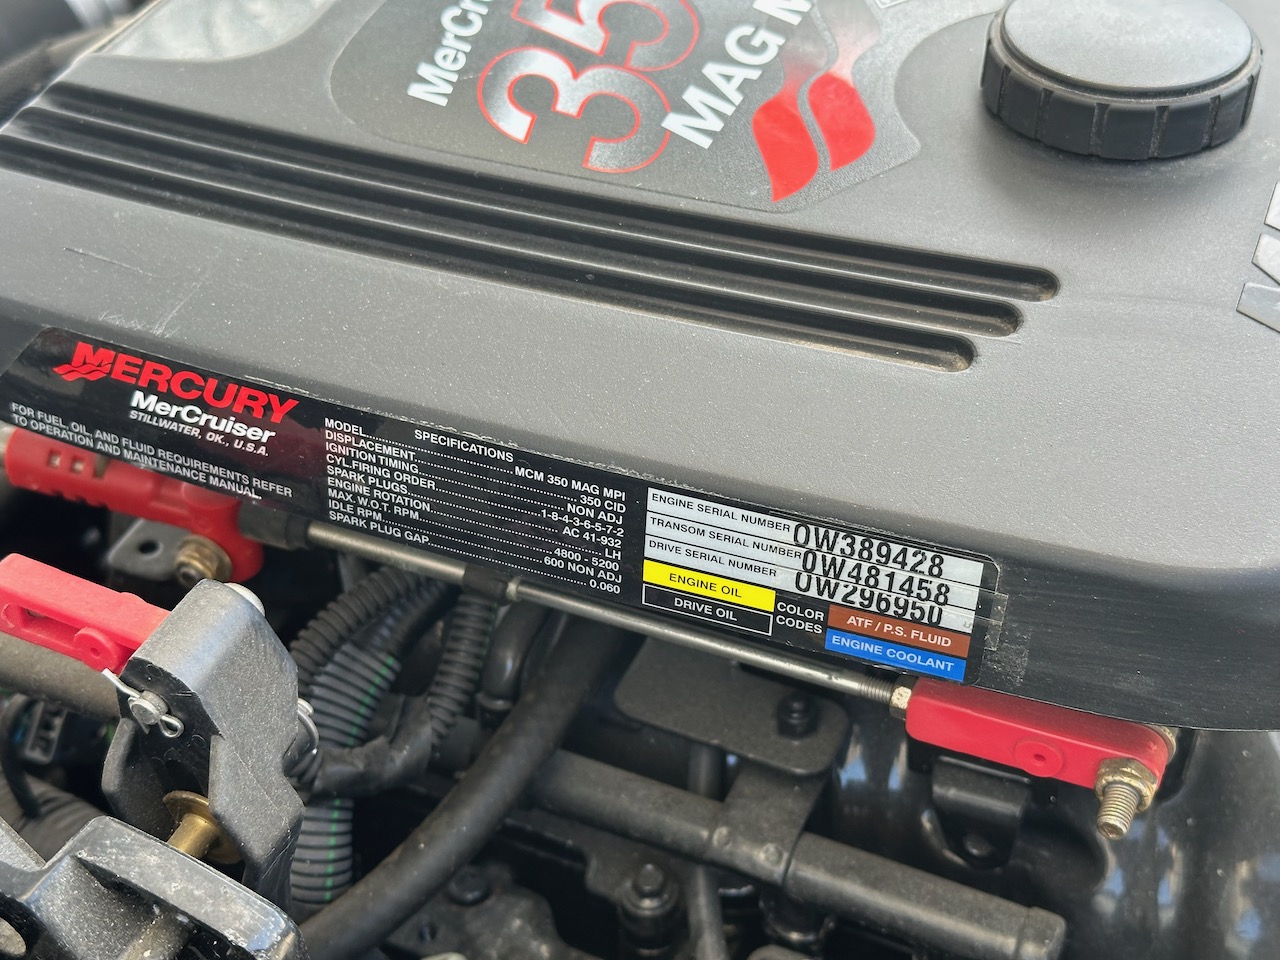 MerCr
35
MAG M
MERCURY
MerCruiser
STILLWATER, OK., U.S.A.
FOR FUEL, OIL, AND FLUID REQUIREMENTS REFER
TO OPERATION AND MAINTENANCE MANUAL.
SPECIFICATIONS
MODEL..................MCM 350 MAG MPI
DISPLACEMENT..................350 CID
IGNITION TIMING..................NON ADJ
CYL.FIRING ORDER..................1-8-4-3-6-5-7-2
SPARK PLUGS..................AC 41-932
ENGINE ROTATION..................LH
MAX. W.O.T. RPM..................4800 - 5200
IDLE RPM..................600 NON ADJ
SPARK PLUG GAP..................0.060
ENGINE SERIAL NUMBER 0W389428
TRANSOM SERIAL NUMBER 0W481458
DRIVE SERIAL NUMBER 0W296950
ENGINE OIL
DRIVE OIL
COLOR
CODES
ATF / P.S. FLUID
ENGINE COOLANT